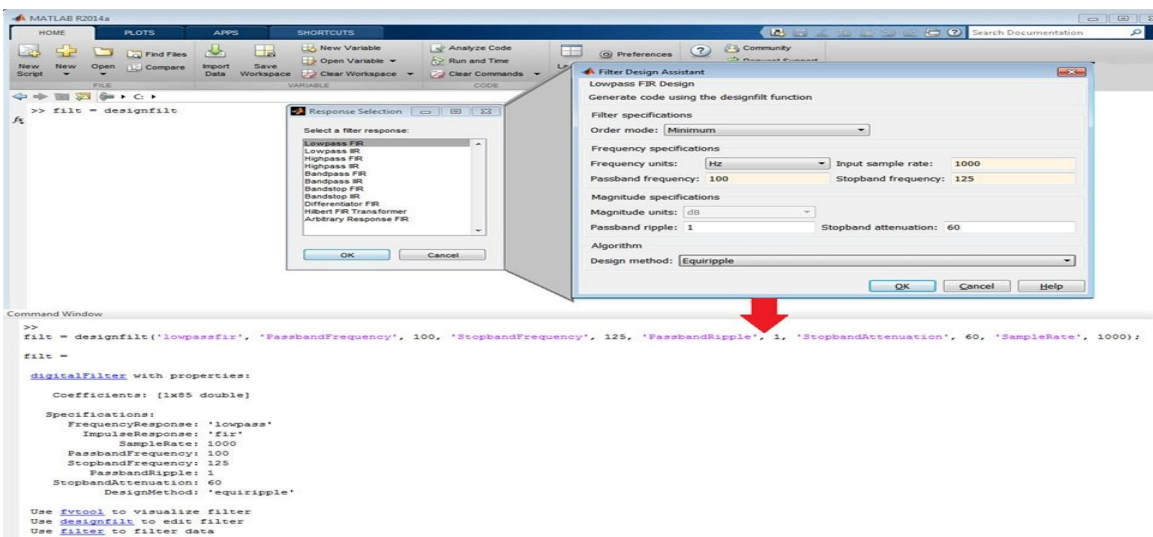 MATLAB R2014a
HOME PLOTS APPS SHORTCUTS
Search Documentation
New Script
New
Open
Find Files
Compare
Import Data
Save Workspace
New Variable
Open Variable
Clear Workspace
Analyze Code
Run and Time
Clear Commands
Preferences
Community
FILE VARIABLE CODE
C:
>> filt = designfilt
fx
Response Selection
Select a filter response:
Lowpass FIR
Lowpass IIR
Highpass FIR
Highpass IIR
Bandpass FIR
Bandpass IIR
Bandstop FIR
Bandstop IIR
Differentiator FIR
Hilbert FIR Transformer
Arbitrary Response FIR
OK Cancel
Filter Design Assistant
Lowpass FIR Design
Generate code using the designfilt function
Filter specifications
Order mode: Minimum
Frequency specifications
Frequency units: Hz Input sample rate: 1000
Passband frequency: 100 Stopband frequency: 125
Magnitude specifications
Magnitude units: dB
Passband ripple: 1 Stopband attenuation: 60
Algorithm
Design method: Equiripple
OK Cancel Help
Command Window
>>
filt = designfilt('lowpassfir', 'PassbandFrequency', 100, 'StopbandFrequency', 125, 'PassbandRipple', 1, 'StopbandAttenuation', 60, 'SampleRate', 1000);
filt =
digitalFilter with properties:
Coefficients: [1x85 double]
Specifications:
FrequencyResponse: 'lowpass'
ImpulseResponse: 'fir'
SampleRate: 1000
PassbandFrequency: 100
StopbandFrequency: 125
PassbandRipple: 1
StopbandAttenuation: 60
DesignMethod: 'equiripple'
Use fvtool to visualize filter
Use designfilt to edit filter
Use filter to filter data